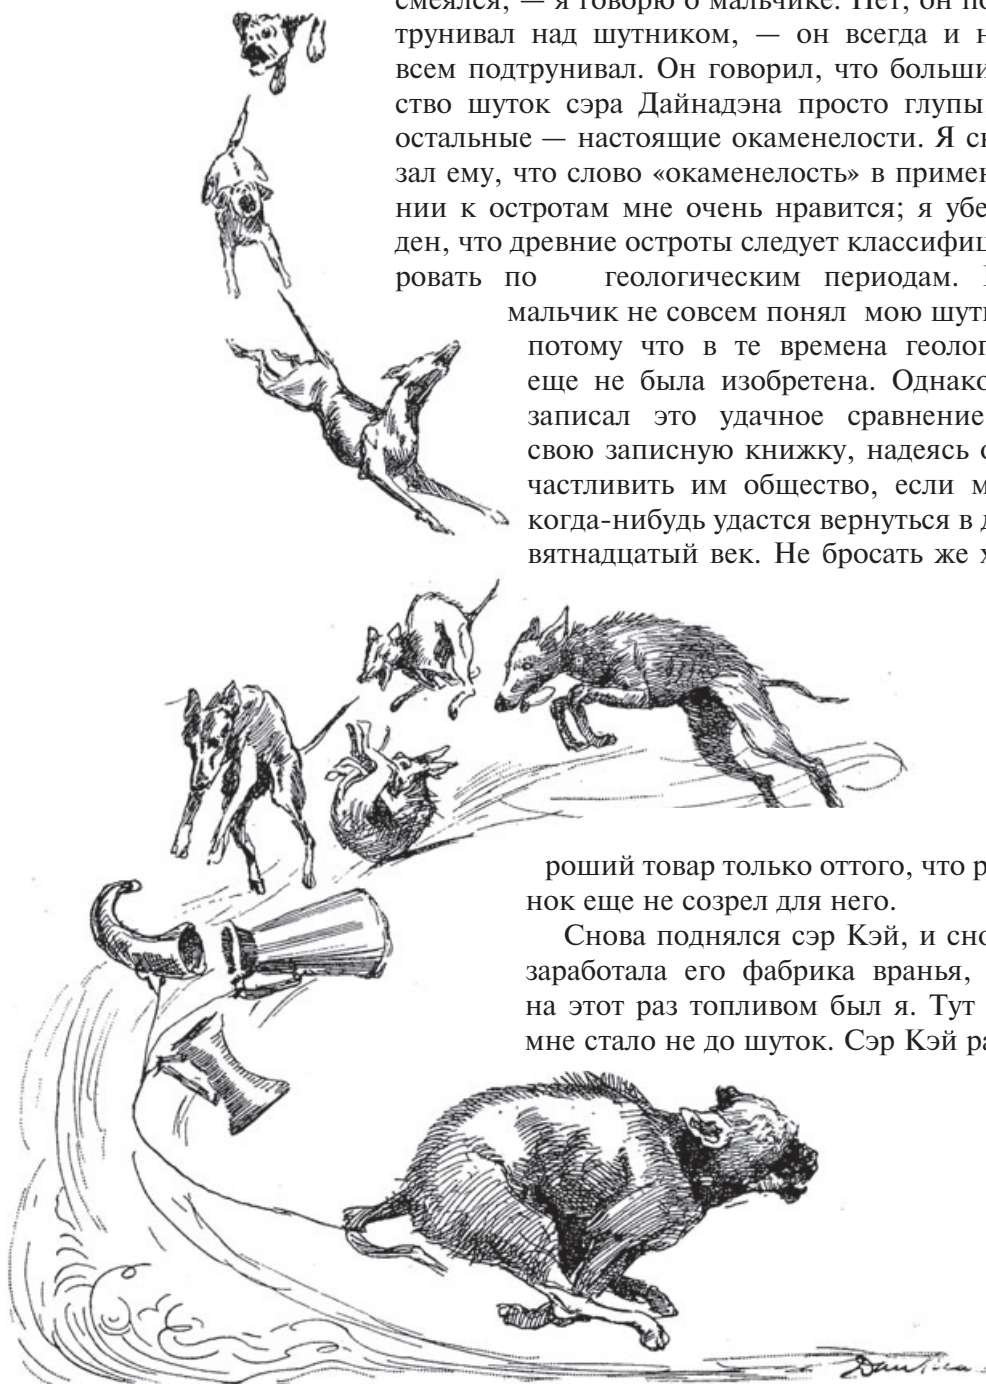 смеялся, — я говорю о мальчике. Нет, он по
трунивал над шутником, — он всегда и н
всем подтрунивал. Он говорил, что больши
ство шуток сэра Дайнадэна просто глупы
остальные — настоящие окаменелости. Я ск
зал ему, что слово «окаменелость» в примен
нии к остротам мне очень нравится; я убе
ден, что древние остроты следует классифиц
ровать по геологическим периодам.
мальчик не совсем понял мою шут
потому что в те времена геолог
еще не была изобретена. Однако
записал это удачное сравнение
свою записную книжку, надеясь о
частливить им общество, если м
когда-нибудь удастся вернуться в д
вятнадцатый век. Не бросать же х
роший товар только оттого, что р
нок еще не созрел для него.
Снова поднялся сэр Кэй, и сно
заработала его фабрика вранья,
на этот раз топливом был я. Тут
мне стало не до шуток. Сэр Кэй ра